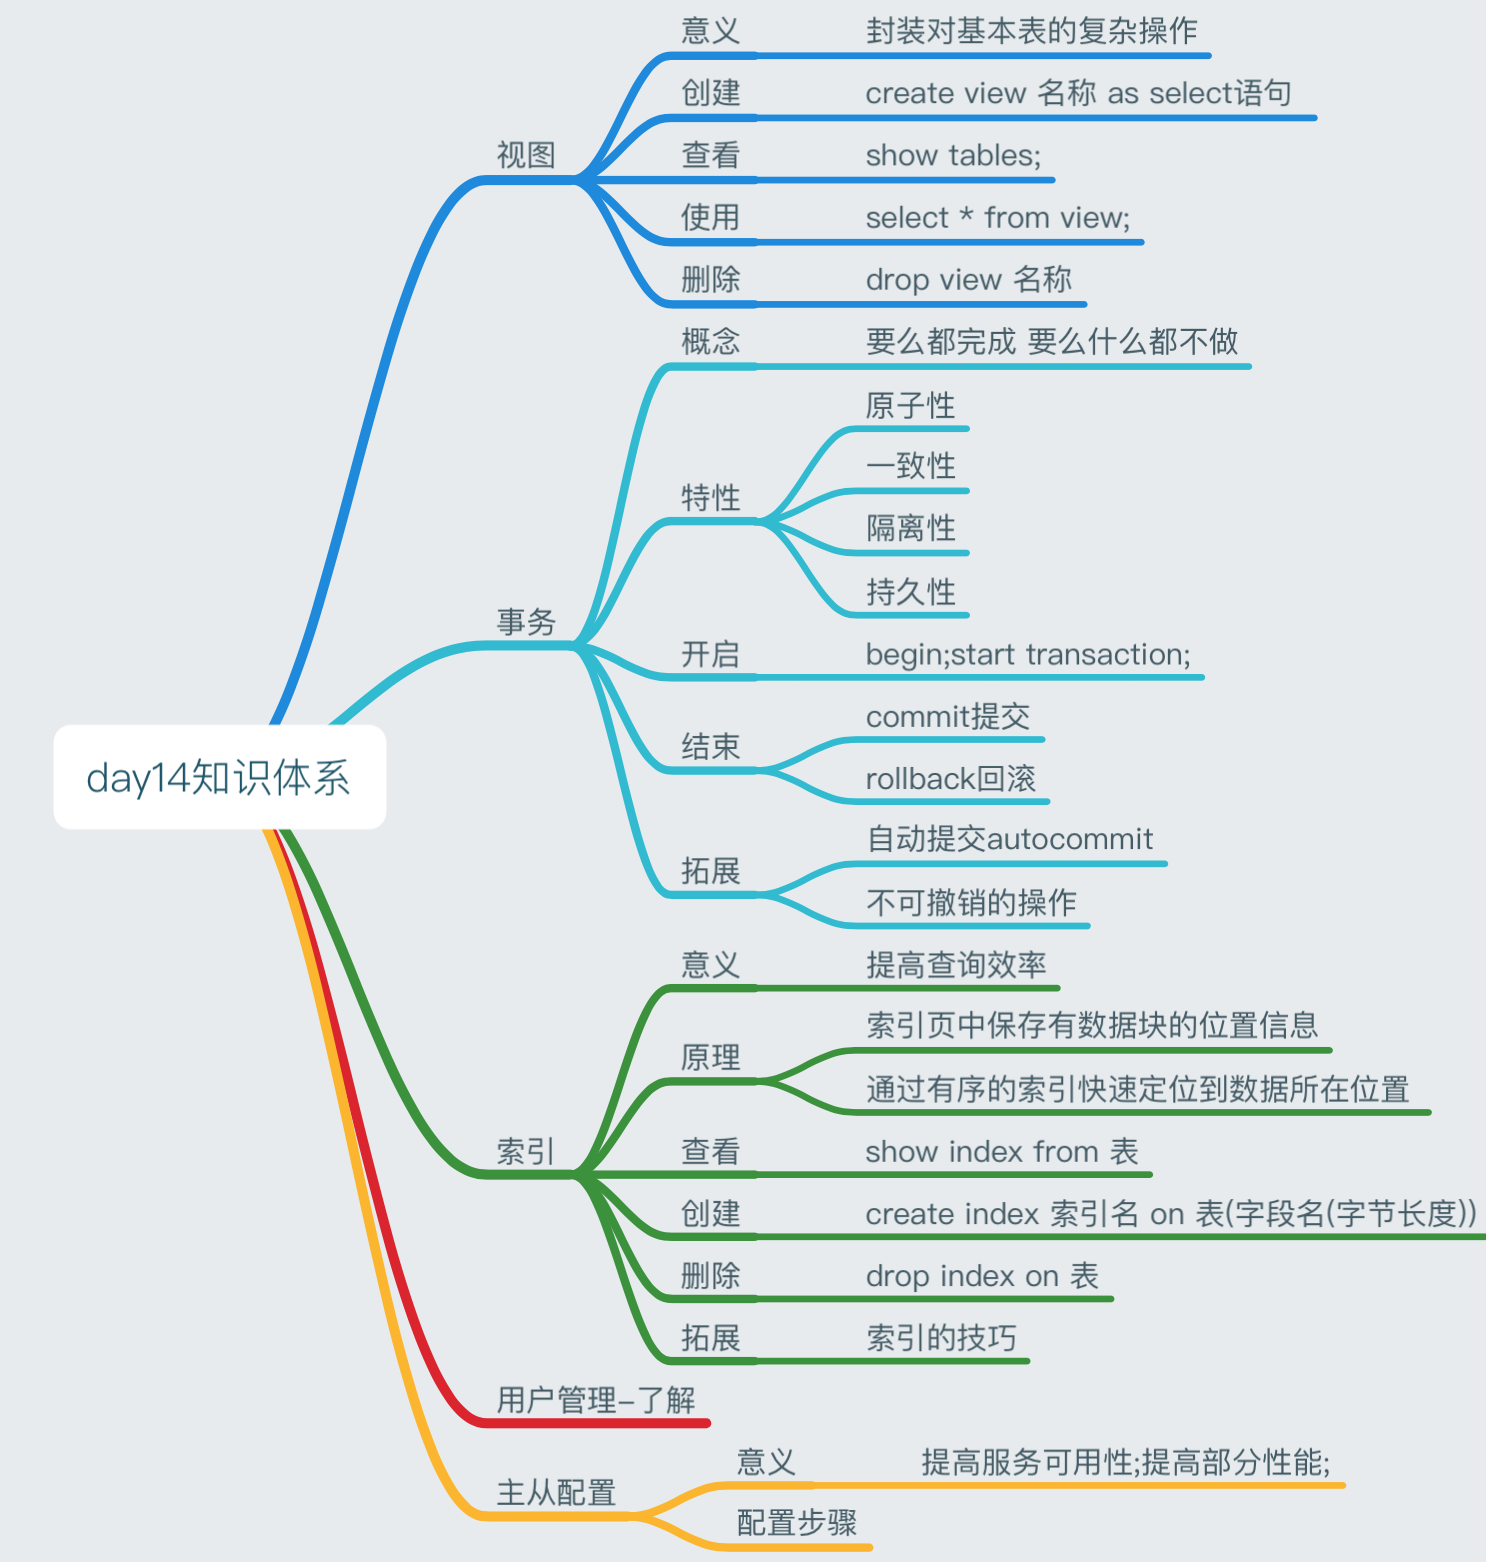 day14知识体系
视图
意义
封装对基本表的复杂操作
创建
create view 名称 as select语句
查看
show tables;
使用
select * from view;
删除
drop view 名称
事务
概念
要么都完成 要么什么都不做
特性
原子性
一致性
隔离性
持久性
开启
begin;start transaction;
结束
commit提交
rollback回滚
拓展
自动提交autocommit
不可撤销的操作
索引
意义
提高查询效率
原理
索引页中保存有数据块的位置信息
通过有序的索引快速定位到数据所在位置
查看
show index from 表
创建
create index 索引名 on 表(字段名(字节长度))
删除
drop index on 表
拓展
索引的技巧
用户管理–了解
主从配置
意义
提高服务可用性;提高部分性能;
配置步骤